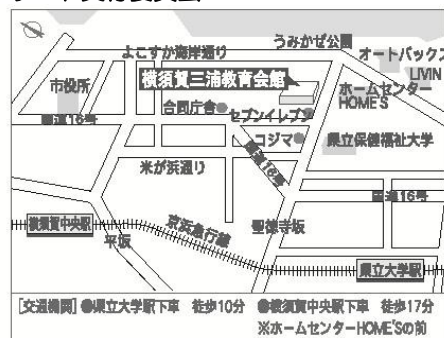 うみかぜ公園
よこすか海岸通り
オートバックス
LIVIN
市役所
横須賀三浦教育会館
ホームセンター
HOME'S
合同庁舎
セブンイレブン
国道16号
コジマ
県立保健福祉大学
国道16号
米が浜通り
国道16号
京浜急行線
聖徳寺坂
横須賀中央駅
平坂
県立大学駅
[交通機関] ●県立大学駅下車 徒歩10分 ●横須賀中央駅下車 徒歩17分
※ホームセンターHOME'Sの前